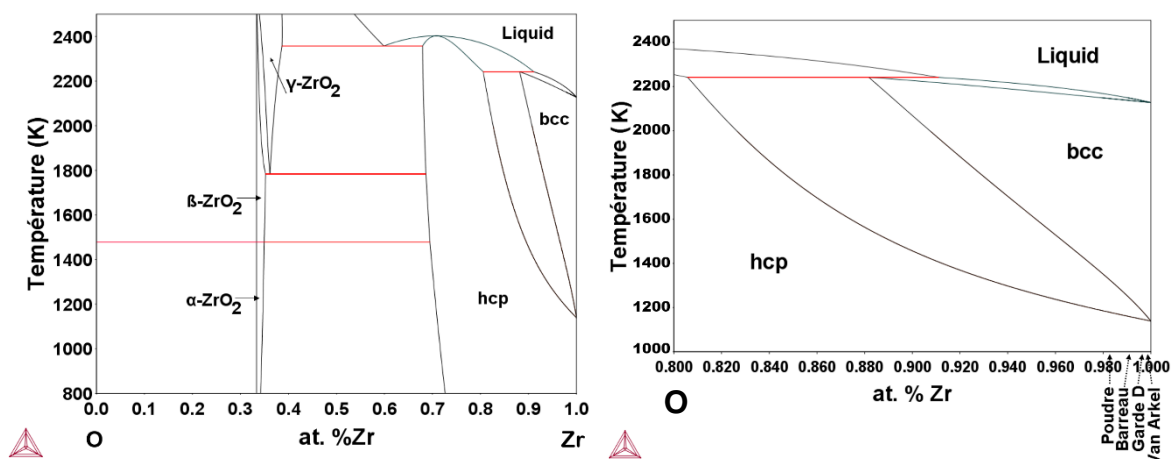 2400
2200
2000
1800
1600
1400
1200
1000
800
Température (K)
Liquid
γ-ZrO2
bcc
ß-ZrO2
α-ZrO2
hcp
0.0 0.1 0.2 0.3 0.4 0.5 0.6 0.7 0.8 0.9 1.0
O at. %Zr Zr
2400
2200
2000
1800
1600
1400
1200
1000
Température (K)
Liquid
bcc
hcp
0.800 0.820 0.840 0.860 0.880 0.900 0.920 0.940 0.960 0.980 1.000
O at. % Zr
Poudre
Barreau
Garde D
Van Arkel